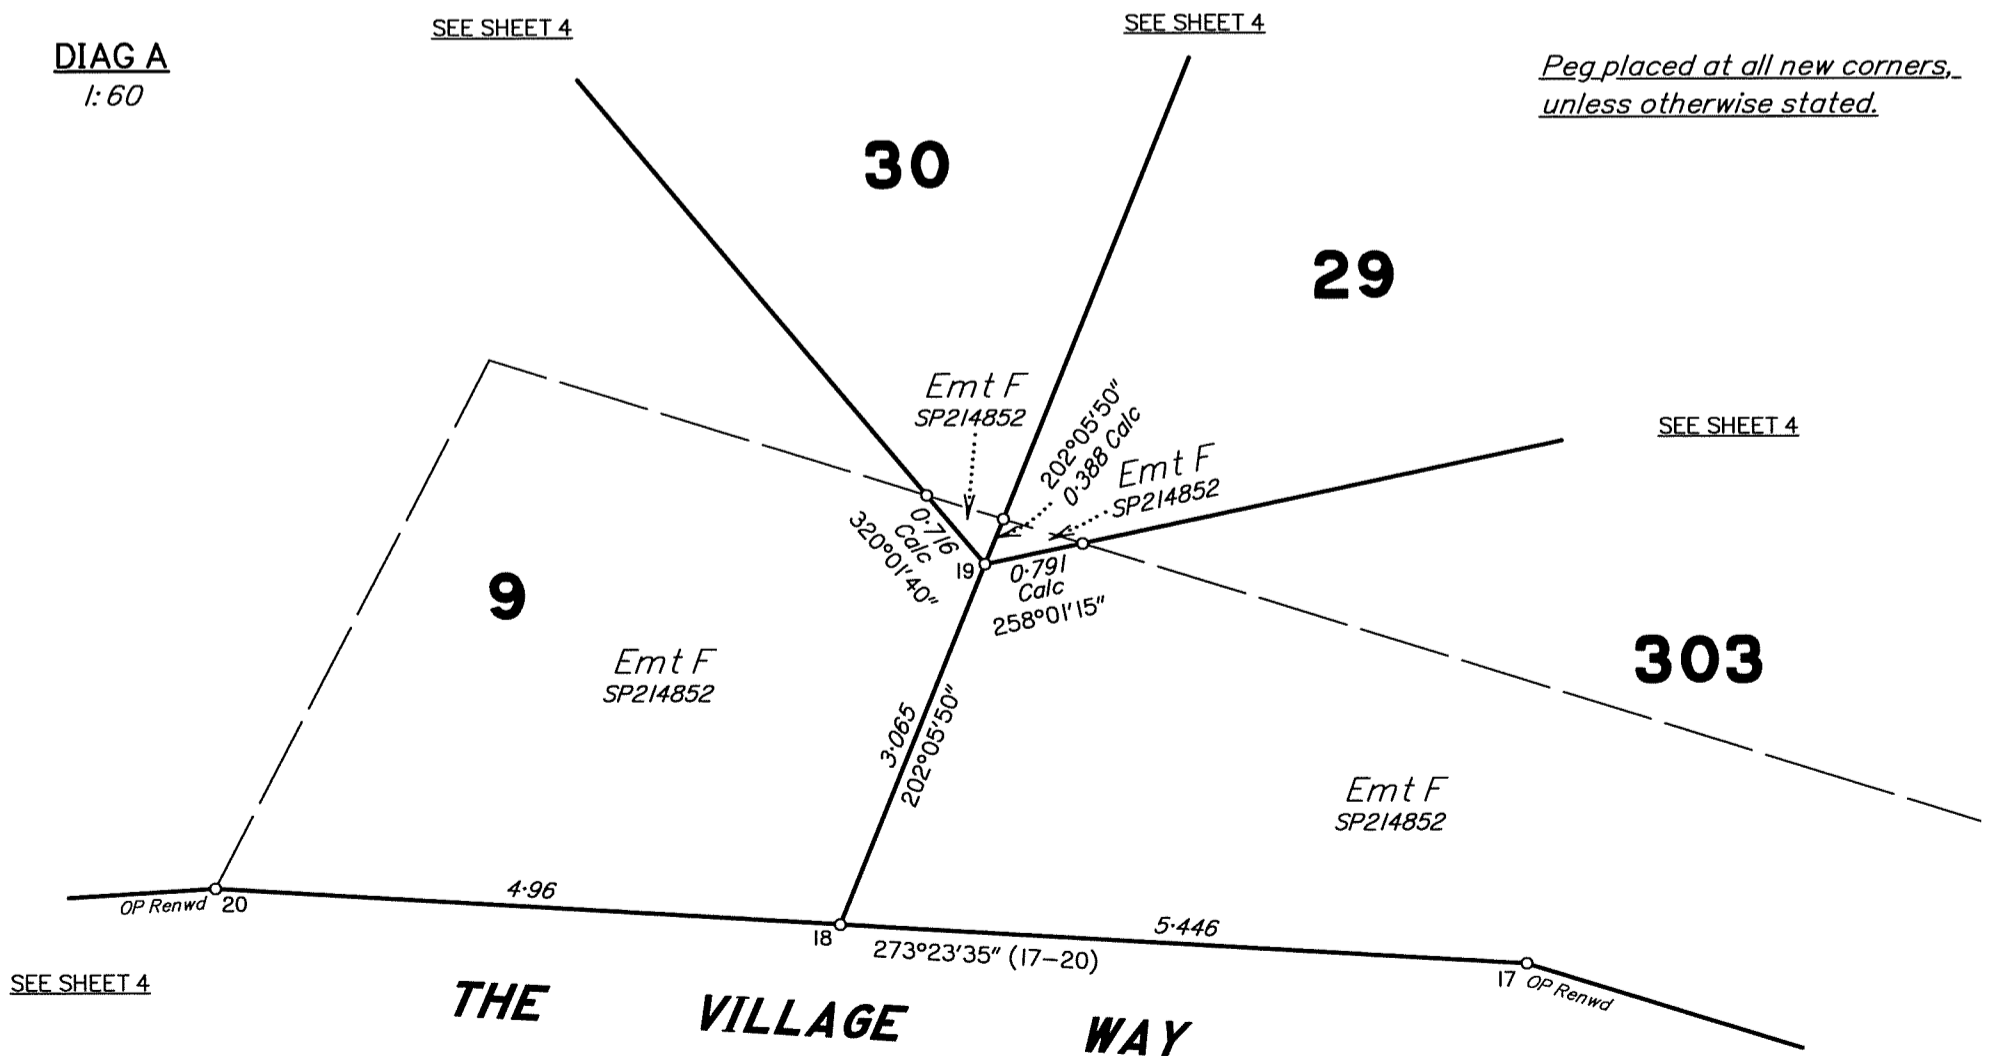 SEE SHEET 4
SEE SHEET 4
DIAG A
1:60
Peg placed at all new corners,
unless otherwise stated.
30
29
Emt F
SP214852
202°05'50"
0·388 Calc
Emt F
SP214852
SEE SHEET 4
0·716
Calc
320°01'40"
19
0·791
Calc
258°01'15"
9
Emt F
SP214852
303
3·065
202°05'50"
Emt F
SP214852
OP Renwd 20
4·96
18
273°23'35" (17–20)
5·446
17 OP Renwd
SEE SHEET 4
THE VILLAGE WAY